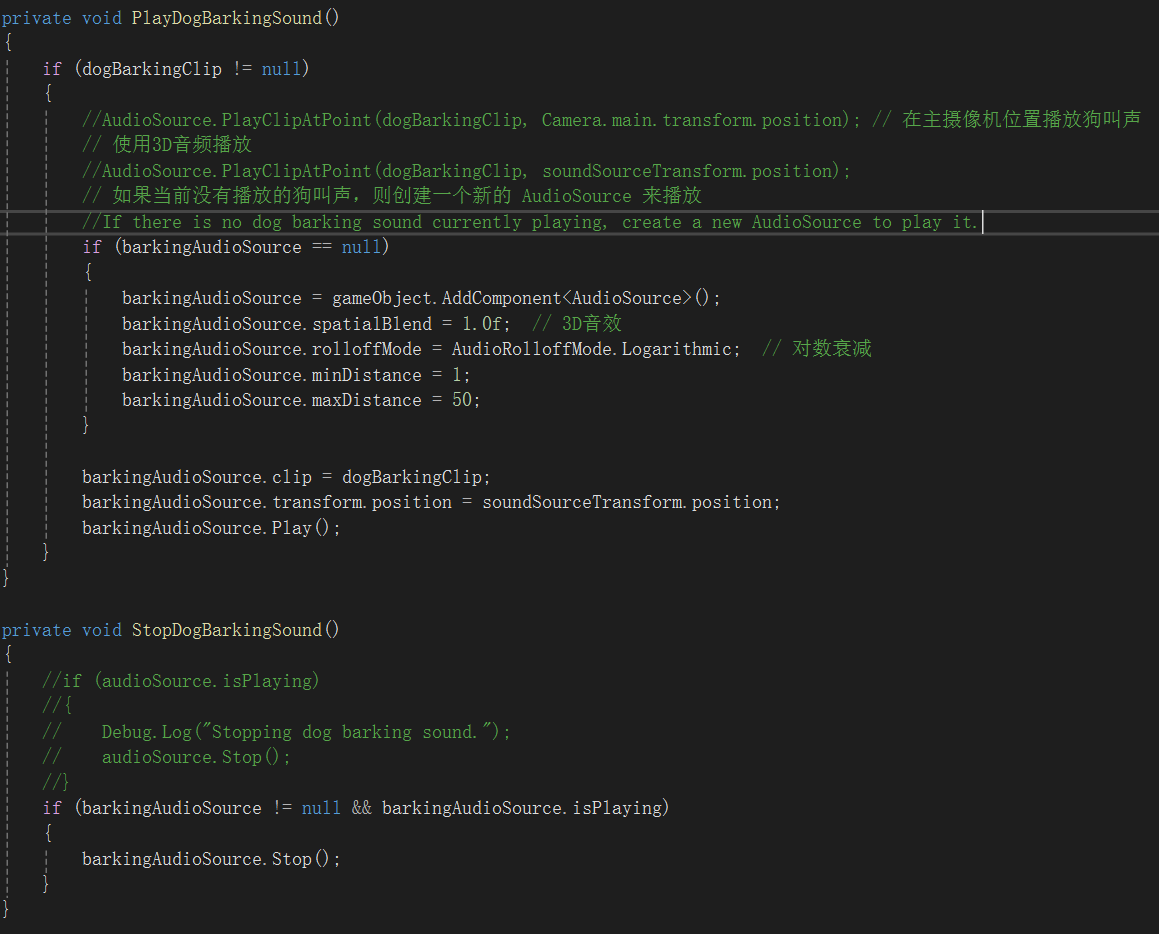 private void PlayDogBarkingSound()
{
    if (dogBarkingClip != null)
    {
        //AudioSource.PlayClipAtPoint(dogBarkingClip, Camera.main.transform.position); // 在主摄像机位置播放狗叫声
        // 使用3D音频播放
        //AudioSource.PlayClipAtPoint(dogBarkingClip, soundSourceTransform.position);
        // 如果当前没有播放的狗叫声，则创建一个新的 AudioSource 来播放
        //If there is no dog barking sound currently playing, create a new AudioSource to play it.
        if (barkingAudioSource == null)
        {
            barkingAudioSource = gameObject.AddComponent<AudioSource>();
            barkingAudioSource.spatialBlend = 1.0f;  // 3D音效
            barkingAudioSource.rolloffMode = AudioRolloffMode.Logarithmic;  // 对数衰减
            barkingAudioSource.minDistance = 1;
            barkingAudioSource.maxDistance = 50;
        }

        barkingAudioSource.clip = dogBarkingClip;
        barkingAudioSource.transform.position = soundSourceTransform.position;
        barkingAudioSource.Play();
    }
}

private void StopDogBarkingSound()
{
    //if (audioSource.isPlaying)
    //{
    //    Debug.Log("Stopping dog barking sound.");
    //    audioSource.Stop();
    //}
    if (barkingAudioSource != null && barkingAudioSource.isPlaying)
    {
        barkingAudioSource.Stop();
    }
}